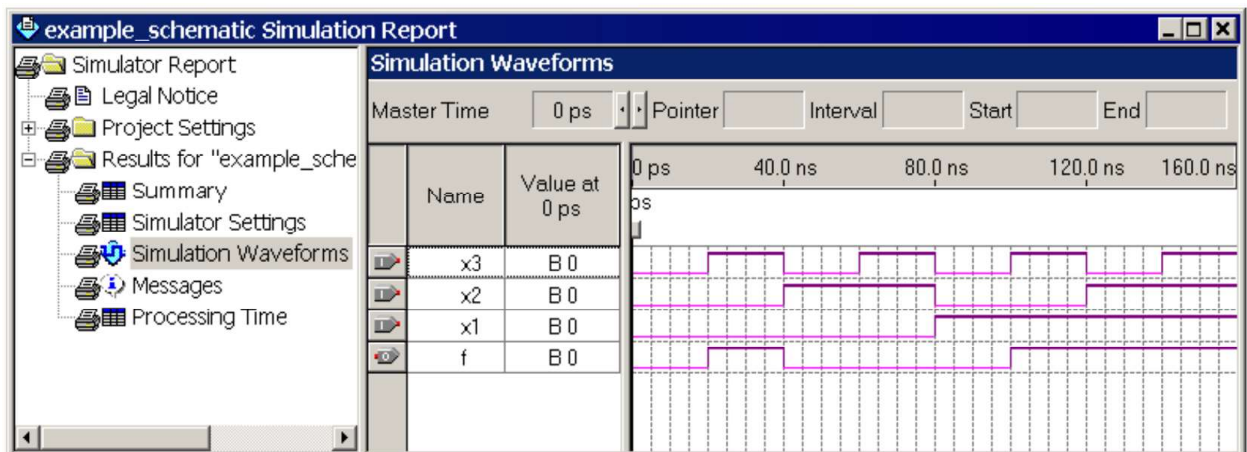 example_schematic Simulation Report
Simulator Report
Legal Notice
Project Settings
Results for "example_sche
Summary
Simulator Settings
Simulation Waveforms
Messages
Processing Time
Simulation Waveforms
Master Time 0 ps Pointer Interval Start End
Name Value at 0 ps
0 ps 40.0 ns 80.0 ns 120.0 ns 160.0 ns
ps
x3 B 0
x2 B 0
x1 B 0
f B 0